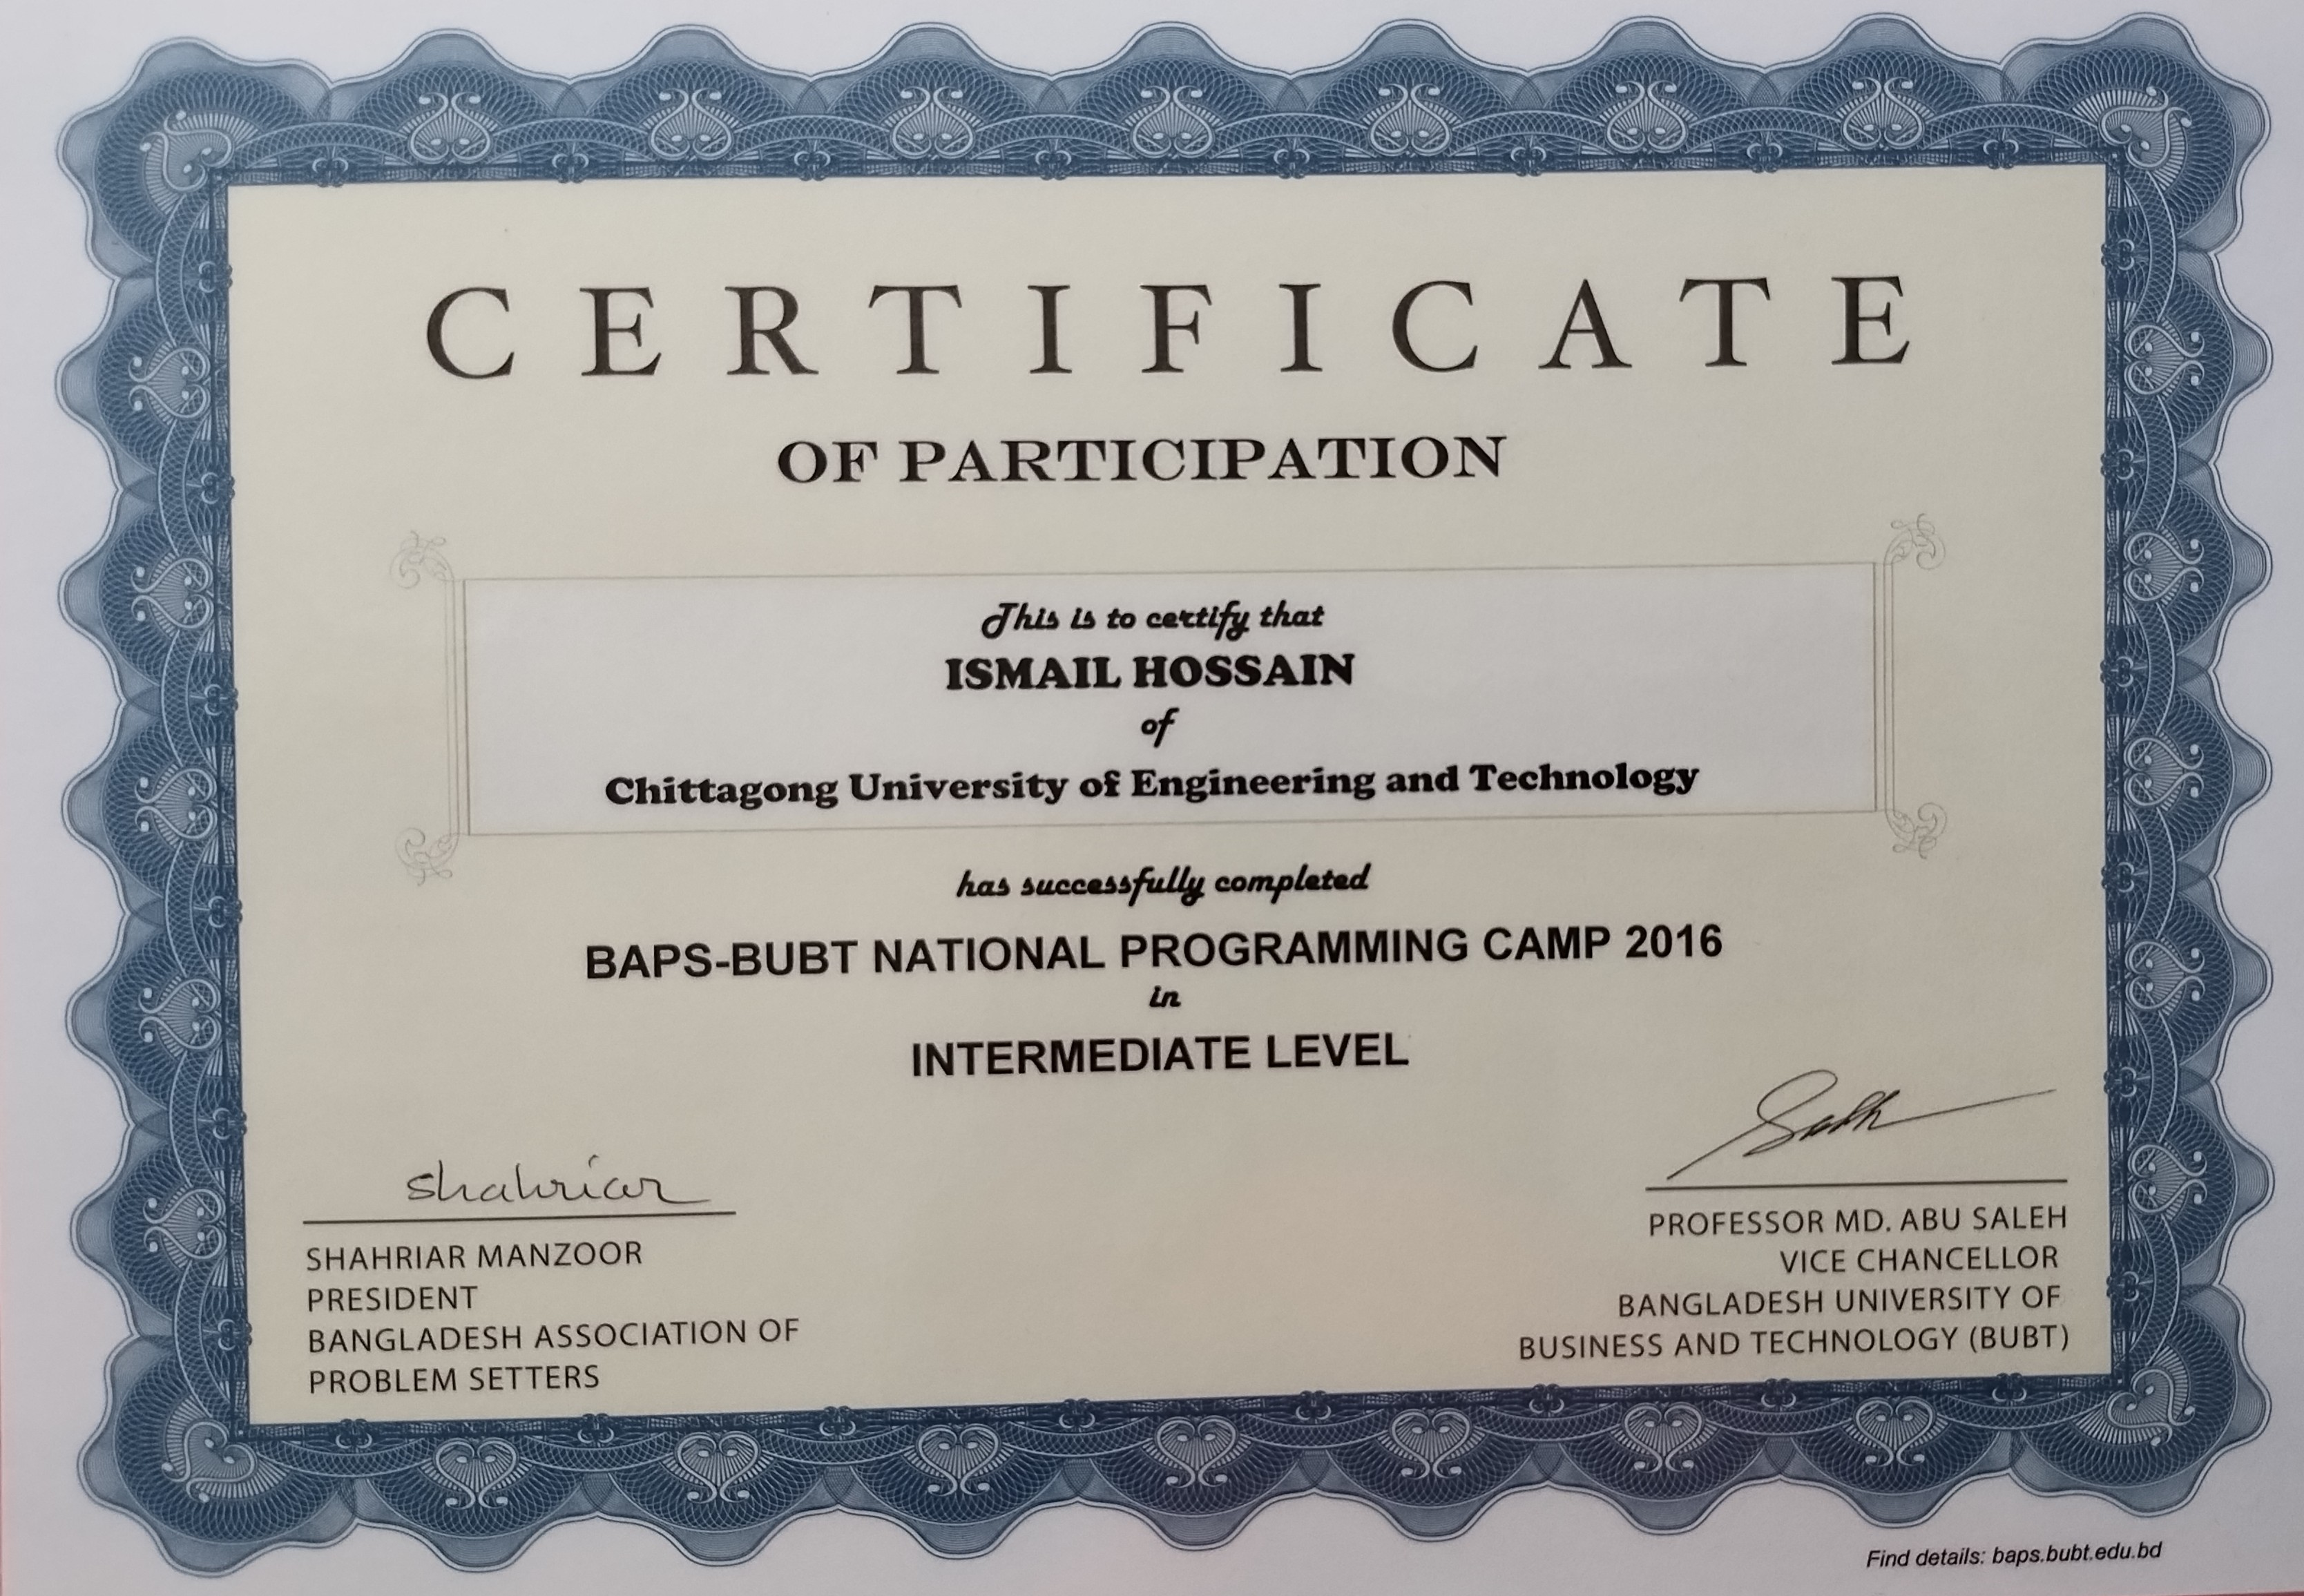 CERTIFICATE
OF PARTICIPATION
This is to certify that
ISMAIL HOSSAIN
of
Chittagong University of Engineering and Technology
has successfully completed
BAPS-BUBT NATIONAL PROGRAMMING CAMP 2016
in
INTERMEDIATE LEVEL
shahriar
SHAHRIAR MANZOOR
PRESIDENT
BANGLADESH ASSOCIATION OF
PROBLEM SETTERS
PROFESSOR MD. ABU SALEH
VICE CHANCELLOR
BANGLADESH UNIVERSITY OF
BUSINESS AND TECHNOLOGY (BUBT)
Find details: baps.bubt.edu.bd